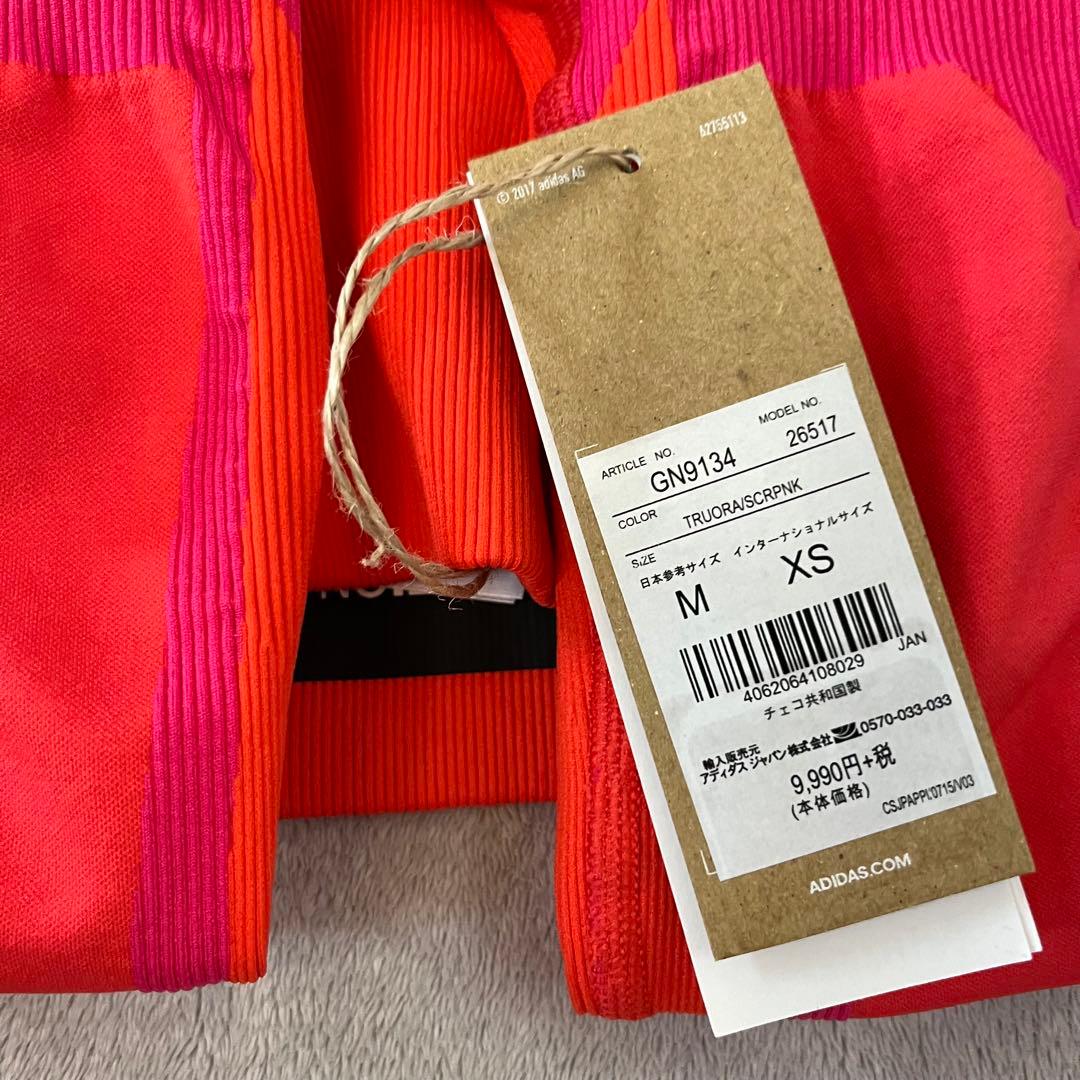 62755113
© 2017 adidas AG
ARTICLE NO. GN9134
MODEL NO. 26517
COLOR TRUORA/SCRPNK
SIZE
日本参考サイズ インターナショナルサイズ
M XS
4062064108029 JAN
チェコ共和国製
輸入販売元
アディダス ジャパン株式会社 0570-033-033
9,990円+税
(本体価格)
CSJPAPPI:0715/V03
ADIDAS.COM